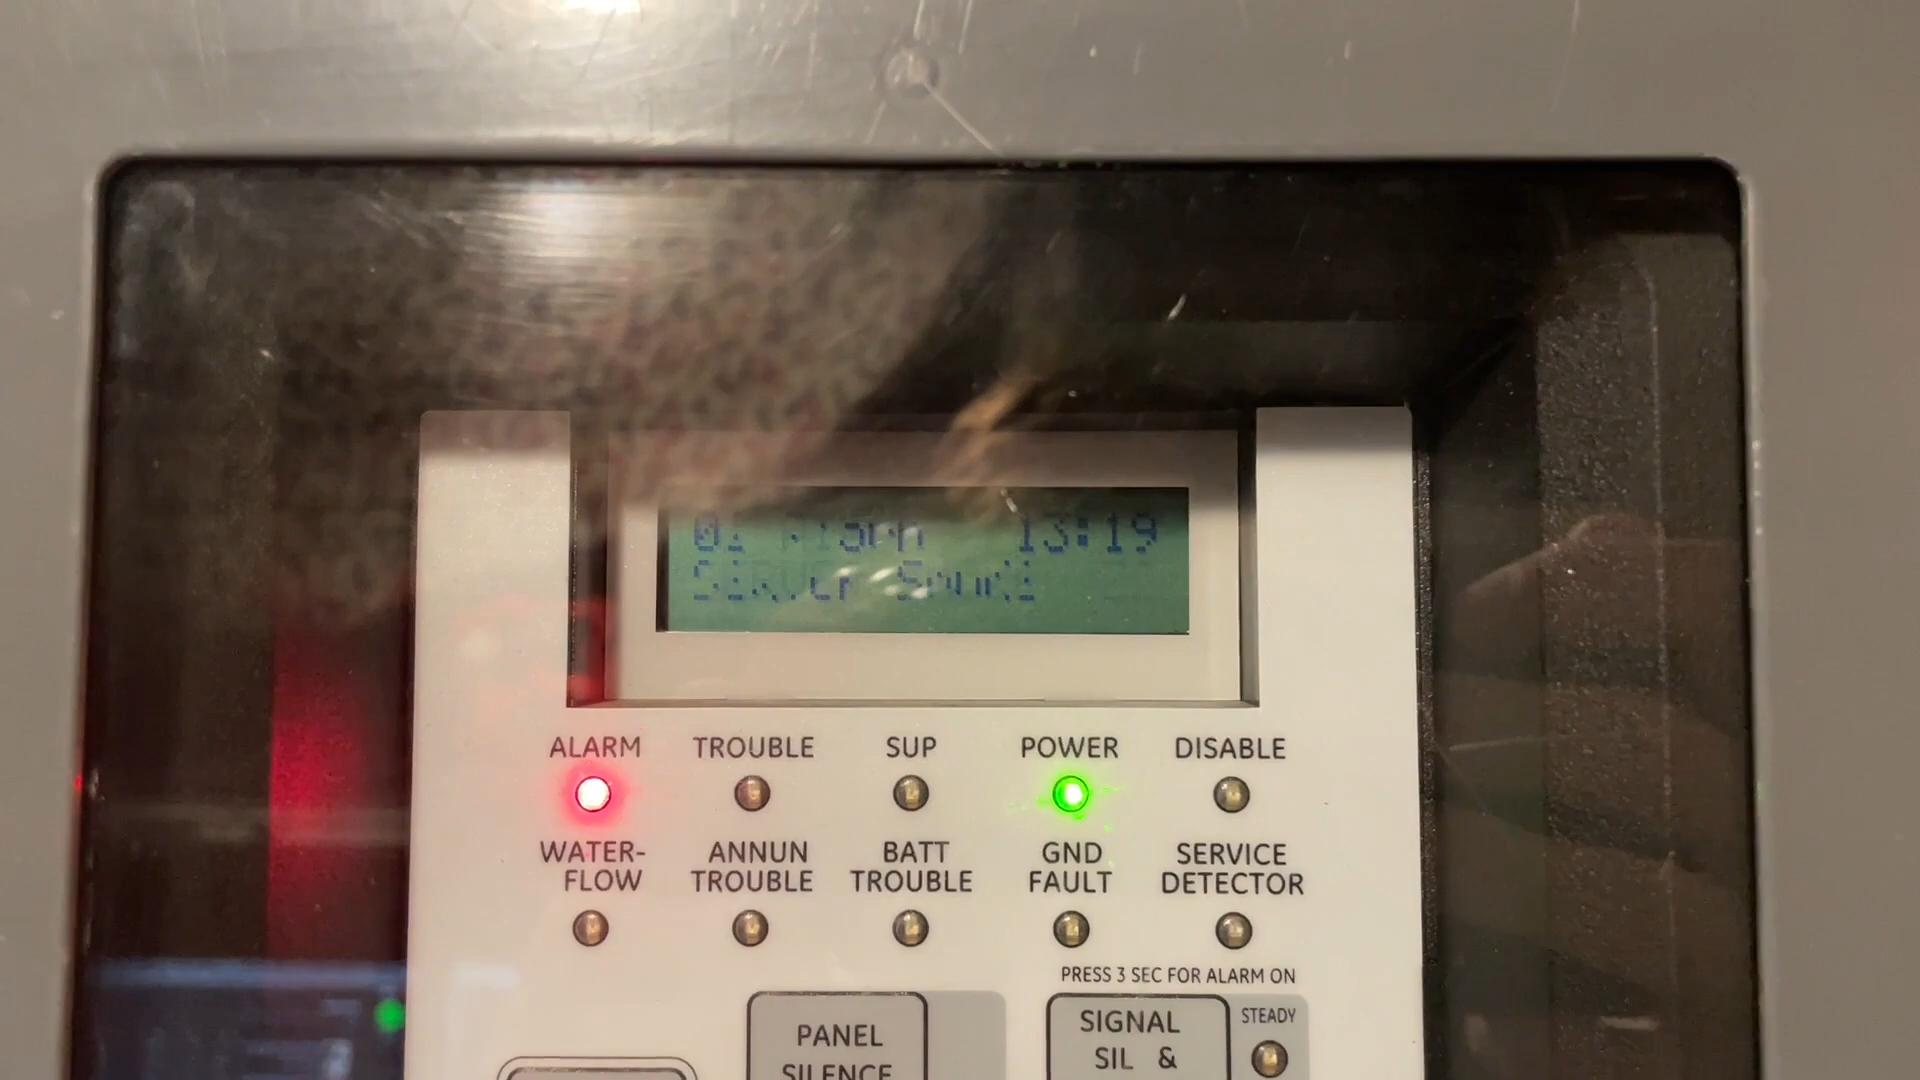 13:19
ALARM TROUBLE SUP POWER DISABLE
WATER- ANNUN BATT GND SERVICE
FLOW TROUBLE TROUBLE FAULT DETECTOR
PRESS 3 SEC FOR ALARM ON
PANEL SIGNAL STEADY
SILENCE SIL &